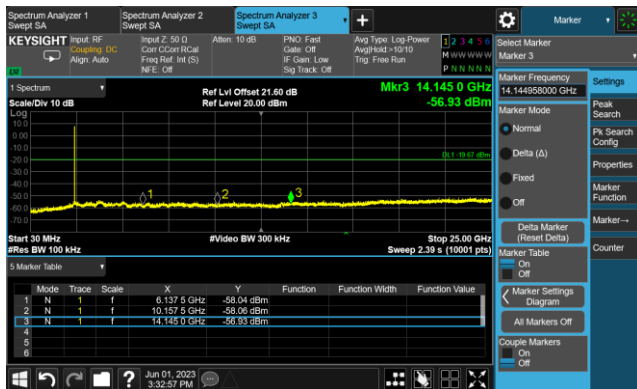 Spectrum Analyzer 1
Swept SA
Spectrum Analyzer 2
Swept SA
Spectrum Analyzer 3
Swept SA
KEYSIGHT
Input: RF
Coupling: DC
Align: Auto
Input Z: 50 Ω
Corr CCorr RCal
Freq Ref: Int (S)
NFE: Off
Atten: 10 dB
PNO: Fast
Gate: Off
IF Gain: Low
Sig Track: Off
Avg Type: Log-Power
Avg|Hold:>10/10
Trig: Free Run
1 2 3 4 5 6
M W W W W W
P N N N N N
LXI
1 Spectrum
Scale/Div 10 dB
Log
Ref Lvl Offset 21.60 dB
Ref Level 20.00 dBm
Mkr3 14.145 0 GHz
-56.93 dBm
10.0
0.00
-10.0
-20.0
-30.0
-40.0
-50.0
-60.0
-70.0
DL1 -19.67 dBm
1
2
3
Start 30 MHz
#Res BW 100 kHz
#Video BW 300 kHz
Stop 25.00 GHz
Sweep 2.39 s (10001 pts)
5 Marker Table
Mode Trace Scale X Y Function Function Width Function Value
1 N 1 f 6.137 5 GHz -58.04 dBm
2 N 1 f 10.157 5 GHz -58.06 dBm
3 N 1 f 14.145 0 GHz -56.93 dBm
4
5
6
Jun 01, 2023
3:32:57 PM
Marker
Select Marker
Marker 3
Marker Frequency
14.144958000 GHz
Marker Mode
Normal
Delta (Δ)
Fixed
Off
Delta Marker
(Reset Delta)
Marker Table
On
Off
Marker Settings
Diagram
All Markers Off
Couple Markers
On
Off
Settings
Peak
Search
Pk Search
Config
Properties
Marker
Function
Marker→
Counter